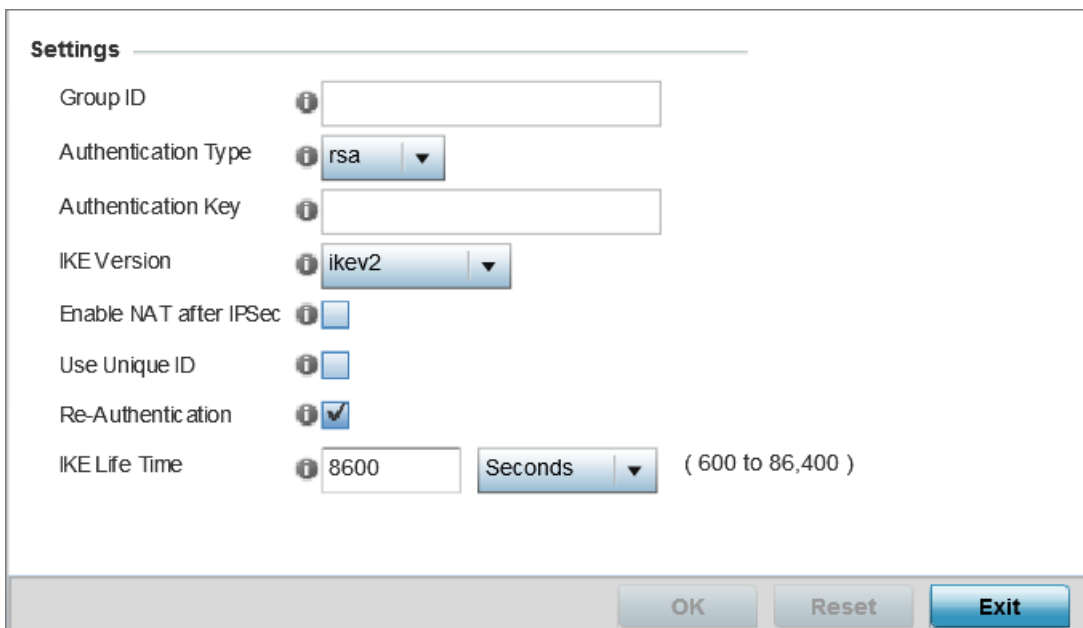 Settings
Group ID
Authentication Type rsa
Authentication Key
IKE Version ikev2
Enable NAT after IPSec
Use Unique ID
Re-Authentication
IKE Life Time 8600 Seconds ( 600 to 86,400 )
OK Reset Exit